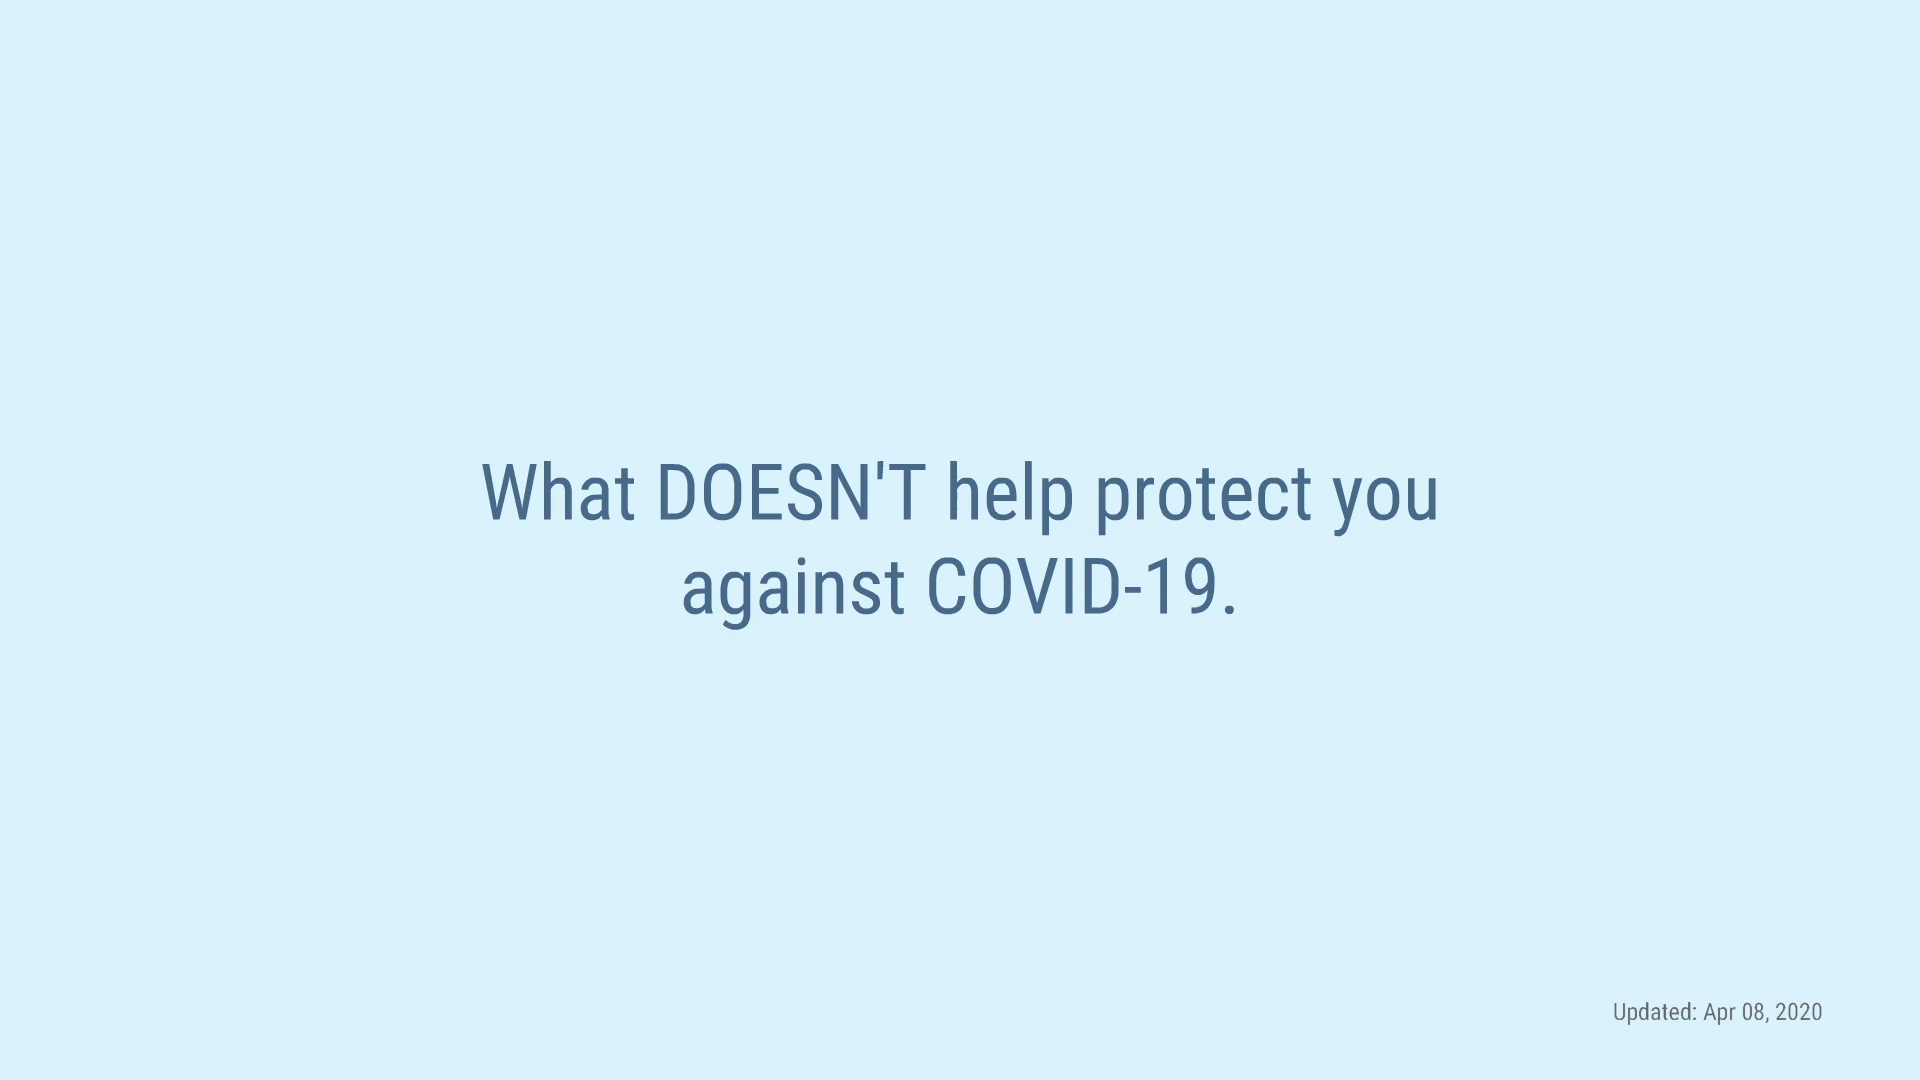 What DOESN'T help protect you
against COVID-19.
Updated: Apr 08, 2020